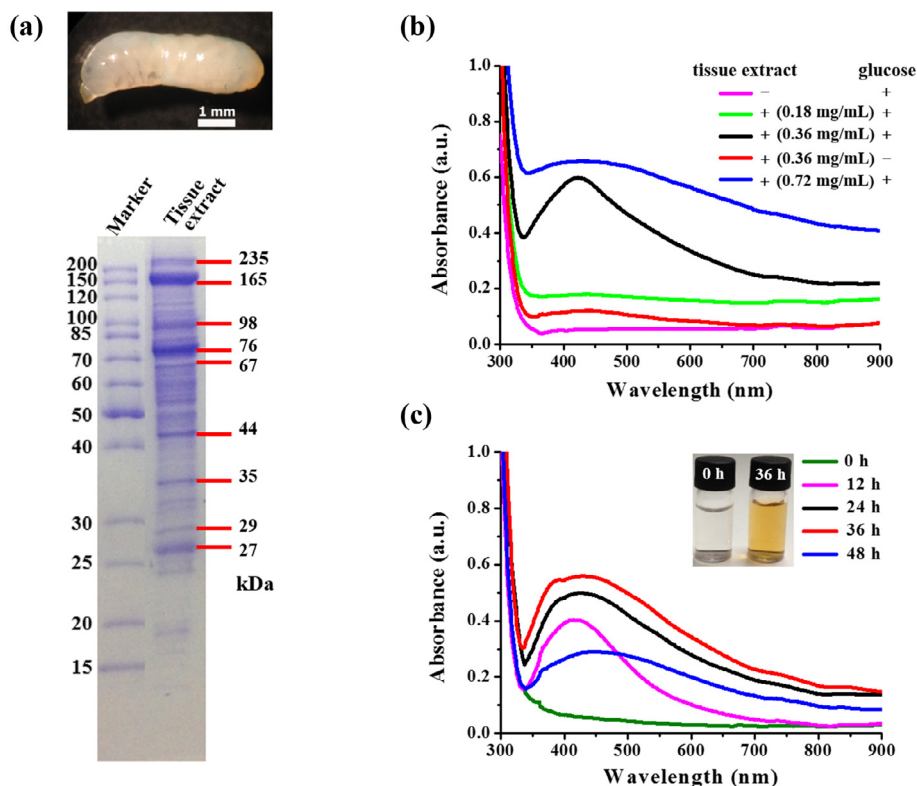 (a)
1 mm
Marker
Tissue extract
200
150
120
100
85
70
60
50
40
30
25
20
15
235
165
98
76
67
44
35
29
27
kDa
(b)
tissue extract glucose
– +
+ (0.18 mg/mL) +
+ (0.36 mg/mL) +
+ (0.36 mg/mL) –
+ (0.72 mg/mL) +
Absorbance (a.u.)
1.0
0.8
0.6
0.4
0.2
0.0
300 400 500 600 700 800 900
Wavelength (nm)
(c)
0 h 36 h
0 h
12 h
24 h
36 h
48 h
Absorbance (a.u.)
1.0
0.8
0.6
0.4
0.2
0.0
300 400 500 600 700 800 900
Wavelength (nm)